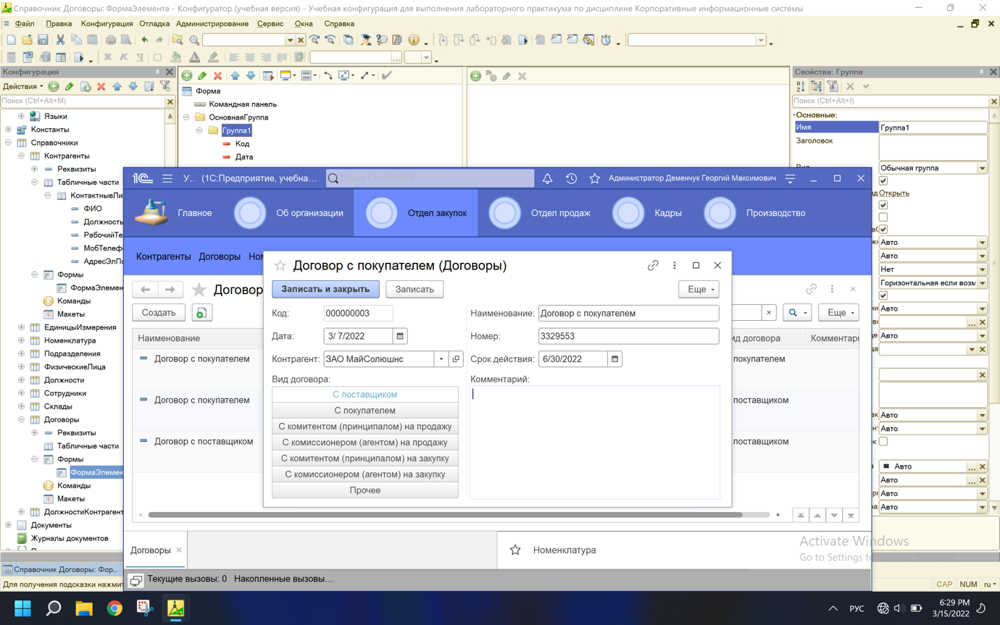 Справочник Договоры: ФормаЭлемента - Конфигуратор (учебная версия) - Учебная конфигурация для выполнения лабораторного практикума по дисциплине Корпоративные информационные системы
Файл Правка Конфигурация Отладка Администрирование Сервис Окна Справка
Ж К Ч
Конфигурация
Действия
Поиск (Ctrl+Alt+M)
Языки
Константы
Справочники
Контрагенты
Реквизиты
Табличные части
КонтактныеЛи
ФИО
Должность
РабочийТе
МобТелеф
АдресЭлПо
Формы
ФормаЭлемен
Команды
Макеты
ЕдиницыИзмерения
Номенклатура
Подразделения
ФизическиеЛица
Должности
Сотрудники
Склады
Договоры
Реквизиты
Табличные части
Формы
ФормаЭлемен
Команды
Макеты
ДолжностиКонтрагент
Документы
Журналы документов
Форма
Командная панель
ОсновнаяГруппа
Группа1
Код
Дата
Свойства: Группа
Поиск (Ctrl+Alt+I)
Основные:
Имя Группа1
Заголовок
Обычная группа
Открыть
Авто
Авто
Нет
Горизонтальная если возм
Авто
Авто
Авто
Авто
Авто
Авто
Авто
Авто
1С У... (1С:Предприятие, учебна... Поиск Ctrl+Shift+F Администратор Деменчук Георгий Максимович
Главное Об организации Отдел закупок Отдел продаж Кадры Производство
Контрагенты Договоры Ном
Договор
Создать
Еще
Наименование
ид договора Комментар
Договор с покупателем
покупателем
Договор с покупателем
поставщиком
Договор с поставщиком
поставщиком
Договор с покупателем (Договоры)
Записать и закрыть Записать Еще
Код: 000000003 Наименование: Договор с покупателем
Дата: 3/ 7/2022 Номер: 3329553
Контрагент: ЗАО МайСолюшнс Срок действия: 6/30/2022
Вид договора: Комментарий:
С поставщиком
С покупателем
С комитентом (принципалом) на продажу
С комиссионером (агентом) на продажу
С комитентом (принципалом) на закупку
С комиссионером (агентом) на закупку
Прочее
Договоры
Номенклатура
Текущие вызовы: 0 Накопленные вызовы...
Activate Windows
Go to Settings to activate Windows.
Справочник Договоры: Фор...
Для получения подсказки нажмит
CAP NUM ru
РУС
6:29 PM
3/15/2022